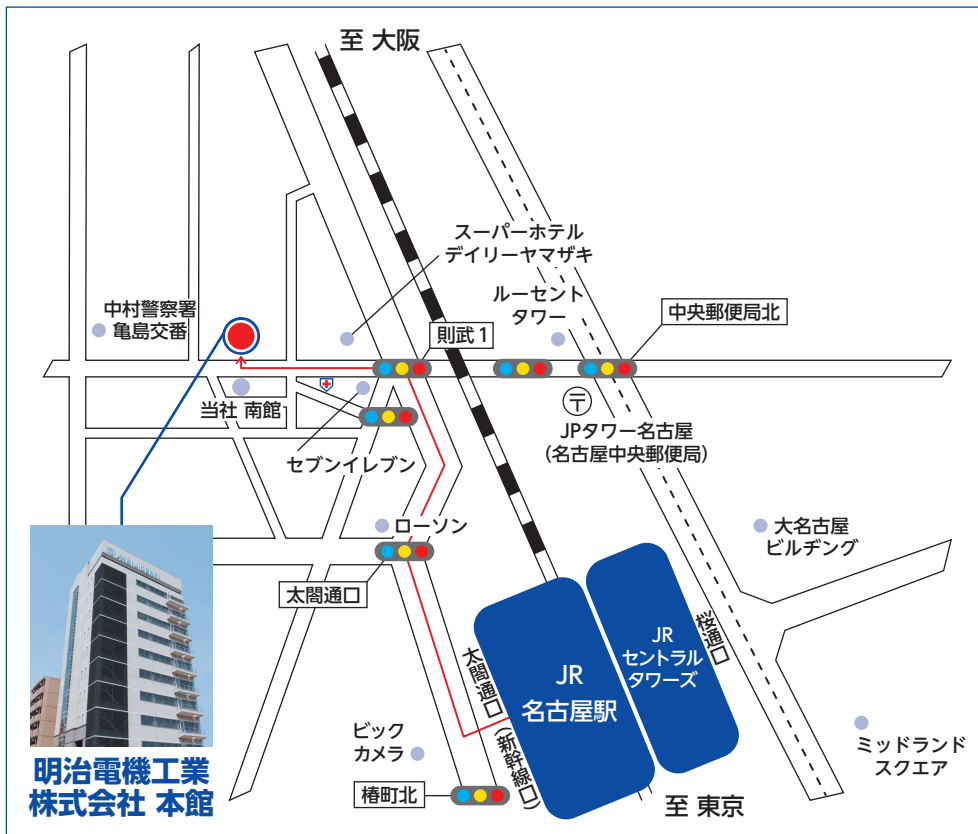 至 大阪
スーパーホテル
デイリーヤマザキ
ルーセント
タワー
中央郵便局北
中村警察署
亀島交番
則武1
当社 南館
〒
JPタワー名古屋
(名古屋中央郵便局)
セブンイレブン
ローソン
大名古屋
ビルヂング
太閤通口
桜通口
JR
セントラル
タワーズ
太閤通口
(新幹線口)
JR
名古屋駅
ビック
カメラ
ミッドランド
スクエア
椿町北
至 東京
明治電機工業
株式会社 本館